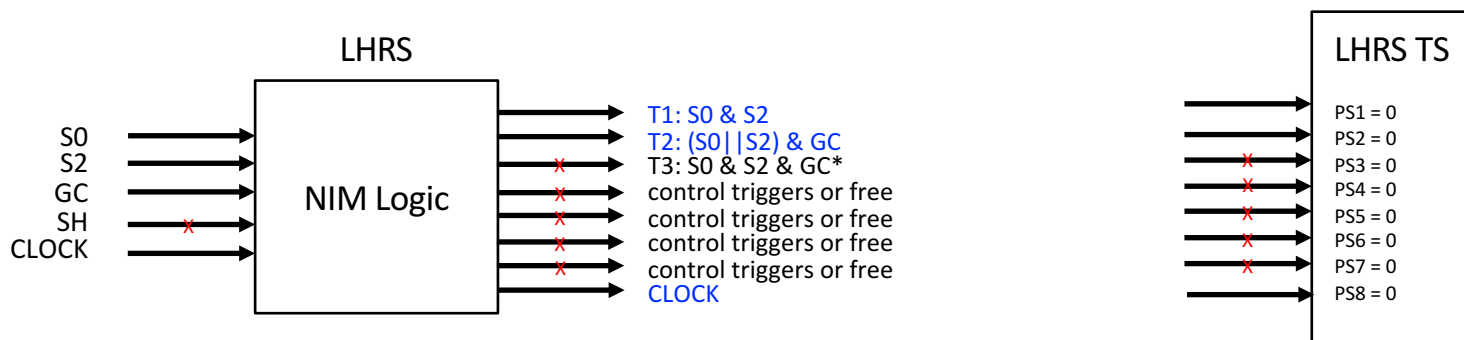 LHRS
S0
S2
GC
SH
CLOCK
NIM Logic
T1: S0 & S2
T2: (S0||S2) & GC
T3: S0 & S2 & GC*
control triggers or free
control triggers or free
control triggers or free
control triggers or free
CLOCK
LHRS TS
PS1 = 0
PS2 = 0
PS3 = 0
PS4 = 0
PS5 = 0
PS6 = 0
PS7 = 0
PS8 = 0